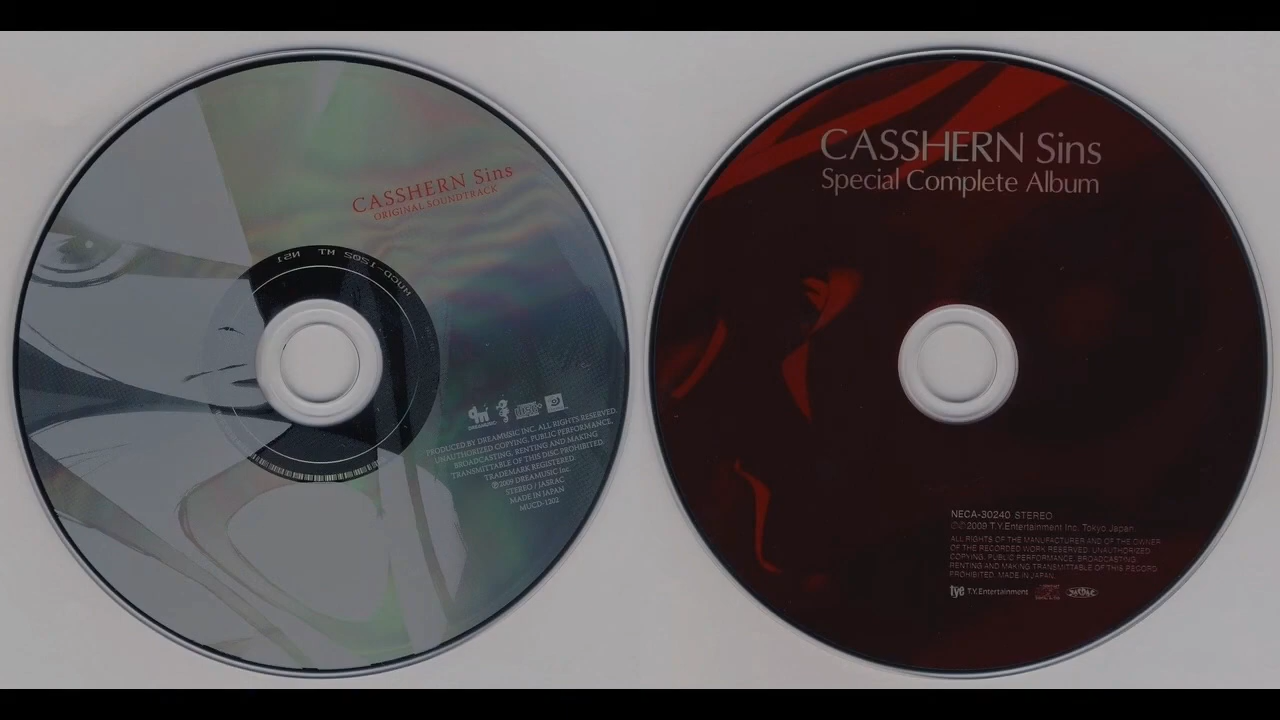 CASSHERN Sins
ORIGINAL SOUNDTRACK
MUCD-1202 MT N51
DREAMUSIC
PRODUCED BY DREAMUSIC INC. ALL RIGHTS RESERVED.
UNAUTHORIZED COPYING, PUBLIC PERFORMANCE,
BROADCASTING, RENTING AND MAKING
TRANSMITTABLE OF THIS DISC PROHIBITED.
TRADEMARK REGISTERED.
Ⓟ2009 DREAMUSIC Inc.
STEREO / JASRAC
MADE IN JAPAN
MUCD-1202
CASSHERN Sins
Special Complete Album
NECA-30240 STEREO
Ⓟ©2009 T.Y.Entertainment Inc, Tokyo Japan.
ALL RIGHTS OF THE MANUFACTURER AND OF THE OWNER
OF THE RECORDED WORK RESERVED. UNAUTHORIZED
COPYING, PUBLIC PERFORMANCE, BROADCASTING,
RENTING AND MAKING TRANSMITTABLE OF THIS RECORD
PROHIBITED. MADE IN JAPAN.
tye T.Y.Entertainment